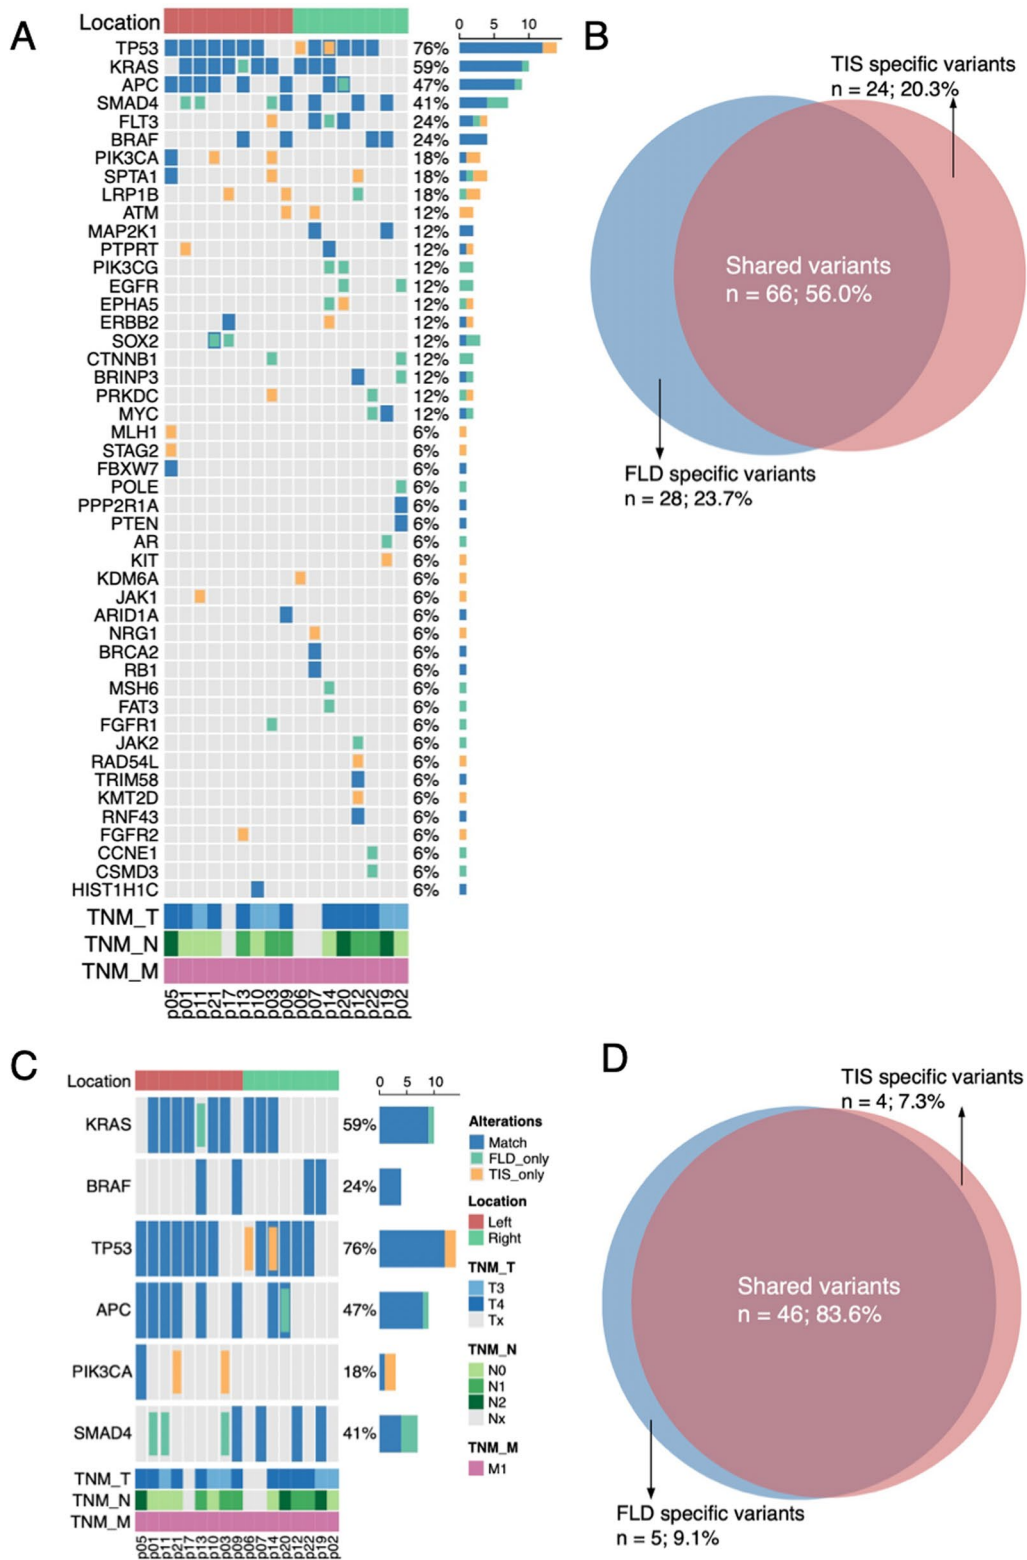 A
Location
0 5 10
TP53 76%
KRAS 59%
APC 47%
SMAD4 41%
FLT3 24%
BRAF 24%
PIK3CA 18%
SPTA1 18%
LRP1B 18%
ATM 12%
MAP2K1 12%
PTPRT 12%
PIK3CG 12%
EGFR 12%
EPHA5 12%
ERBB2 12%
SOX2 12%
CTNNB1 12%
BRINP3 12%
PRKDC 12%
MYC 12%
MLH1 6%
STAG2 6%
FBXW7 6%
POLE 6%
PPP2R1A 6%
PTEN 6%
AR 6%
KIT 6%
KDM6A 6%
JAK1 6%
ARID1A 6%
NRG1 6%
BRCA2 6%
RB1 6%
MSH6 6%
FAT3 6%
FGFR1 6%
JAK2 6%
RAD54L 6%
TRIM58 6%
KMT2D 6%
RNF43 6%
FGFR2 6%
CCNE1 6%
CSMD3 6%
HIST1H1C 6%
TNM_T
TNM_N
TNM_M
p05 p01 p11 p21 p17 p13 p10 p03 p09 p06 p07 p14 p20 p12 p22 p19 p02
B
TIS specific variants
n = 24; 20.3%
Shared variants
n = 66; 56.0%
FLD specific variants
n = 28; 23.7%
C
Location
0 5 10
KRAS 59%
BRAF 24%
TP53 76%
APC 47%
PIK3CA 18%
SMAD4 41%
TNM_T
TNM_N
TNM_M
p05 p01 p11 p21 p17 p13 p10 p03 p09 p06 p07 p14 p20 p12 p22 p19 p02
Alterations
Match
FLD_only
TIS_only
Location
Left
Right
TNM_T
T3
T4
Tx
TNM_N
N0
N1
N2
Nx
TNM_M
M1
D
TIS specific variants
n = 4; 7.3%
Shared variants
n = 46; 83.6%
FLD specific variants
n = 5; 9.1%